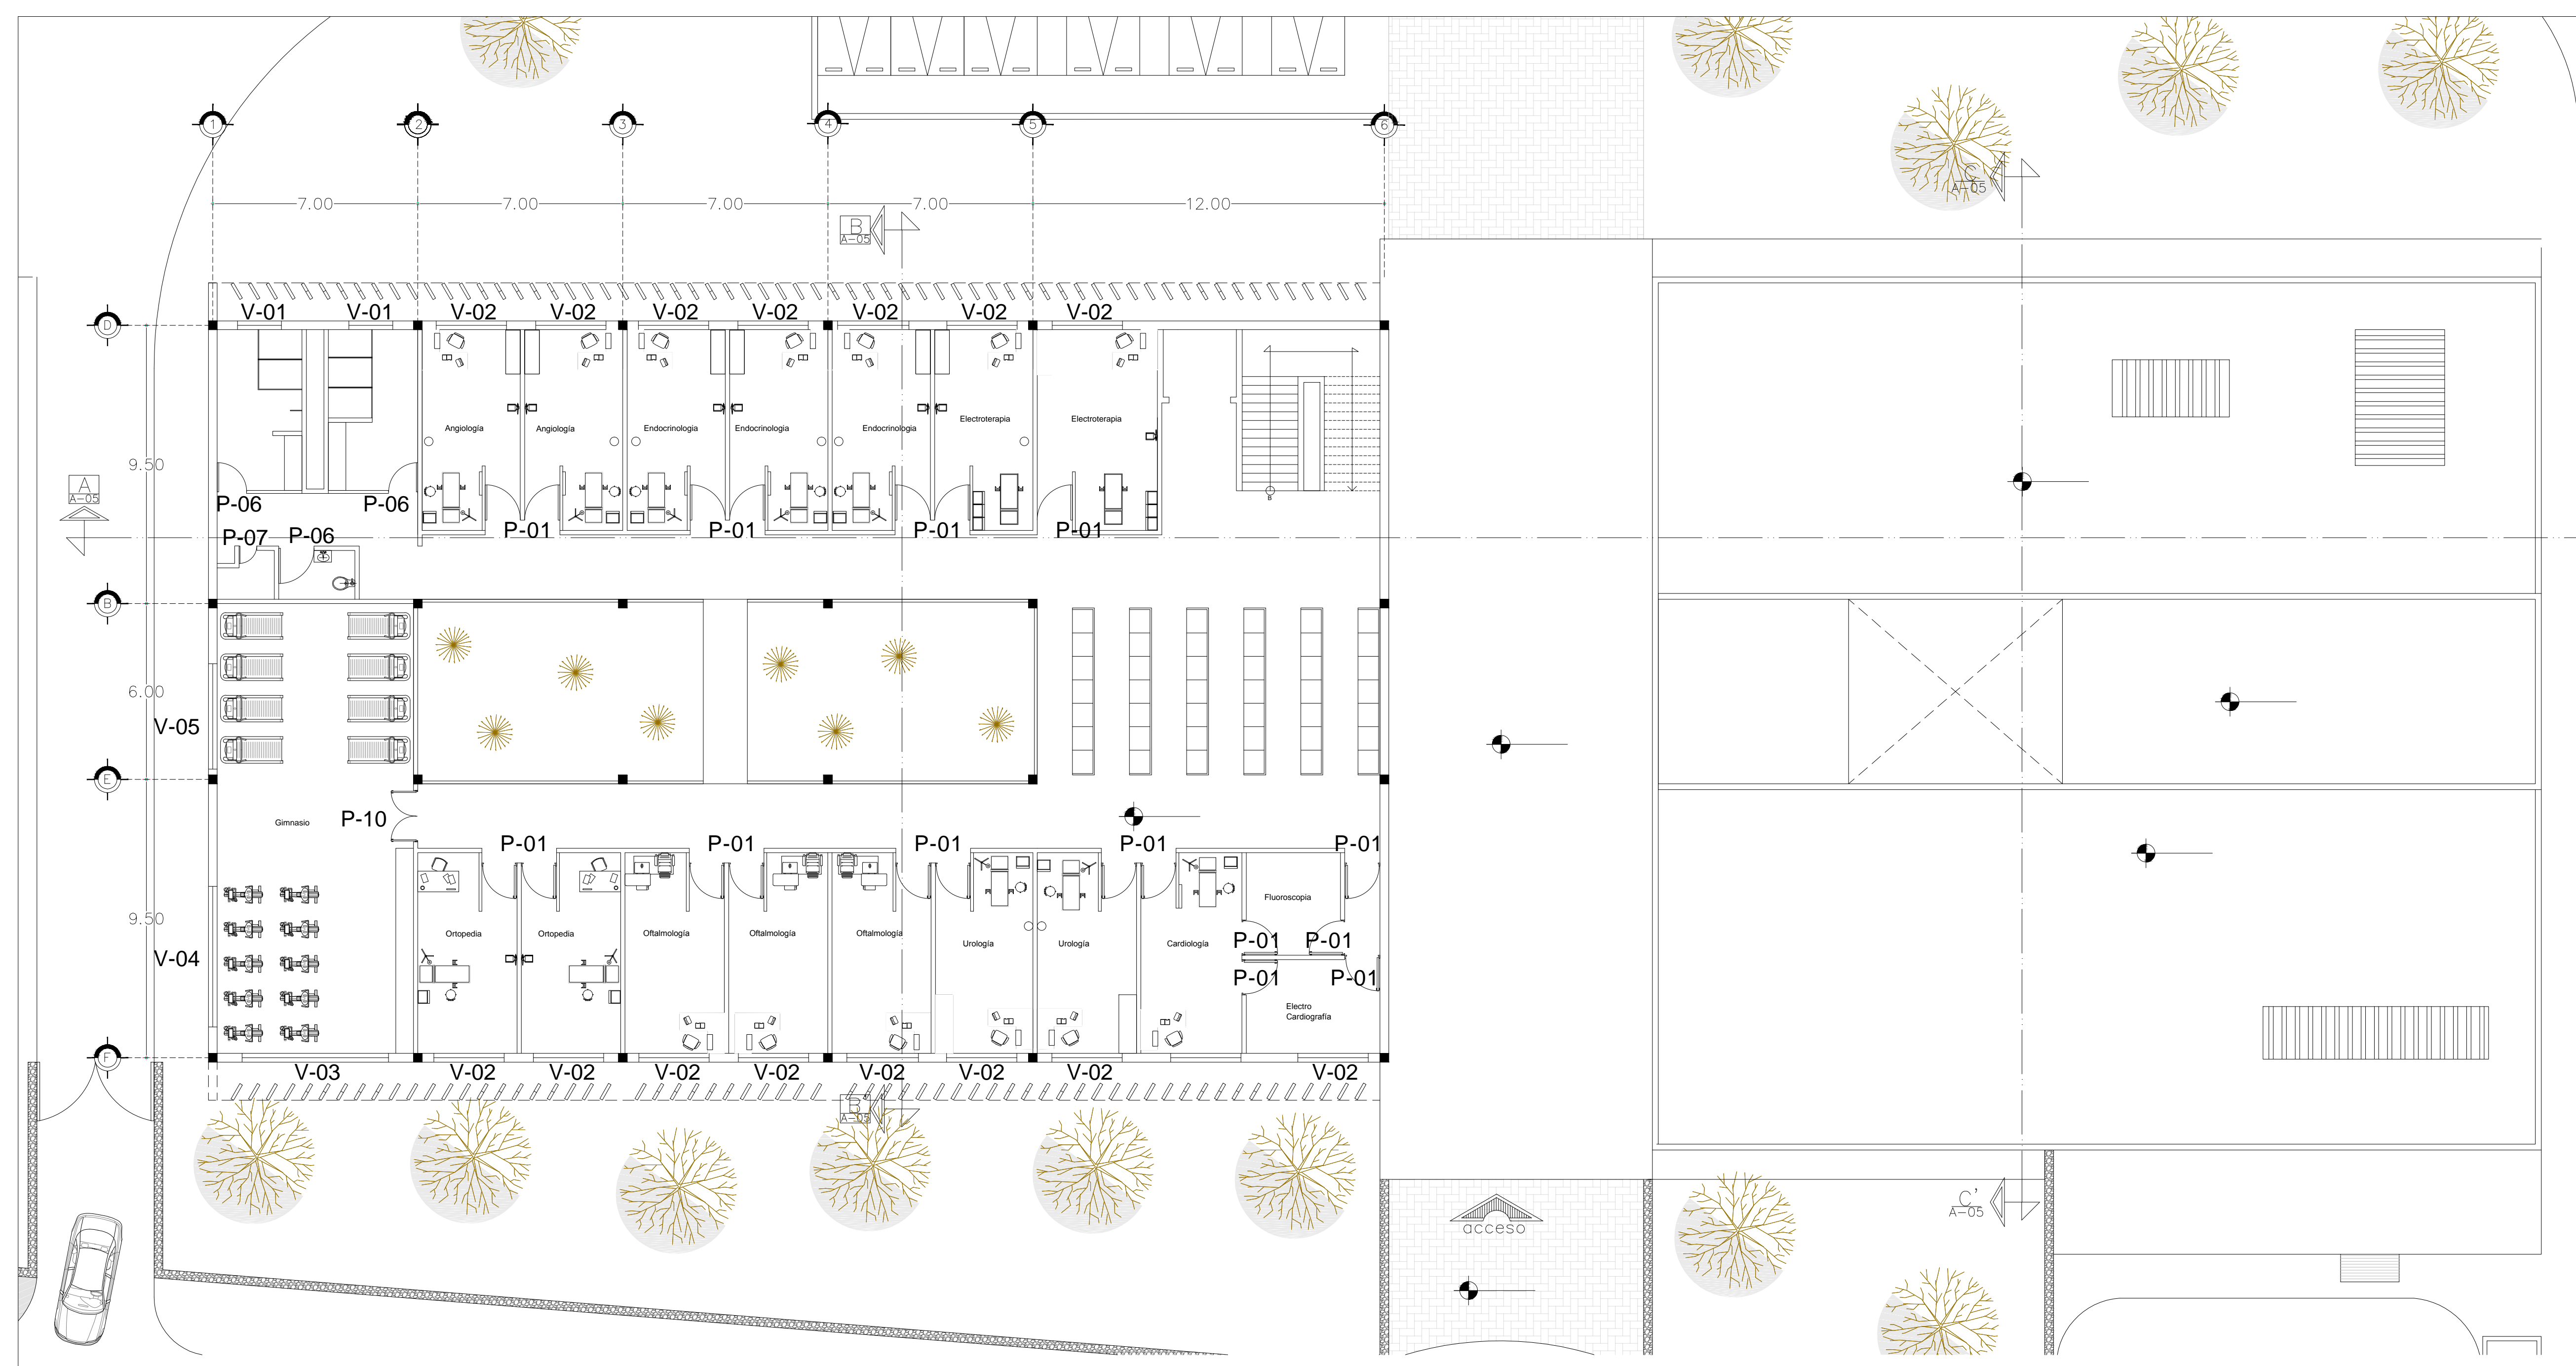 1
2
3
4
5
6
7.00
7.00
7.00
7.00
12.00
C
A-05
B
A-05
D
V-01
V-01
V-02
V-02
V-02
V-02
V-02
V-02
V-02
Angiología
Angiología
Endocrinologia
Endocrinologia
Endocrinologia
Electroterapia
Electroterapia
9.50
A
A-05
B
P-06
P-06
P-07
P-06
P-01
P-01
P-01
P-01
B
6.00
V-05
E
Gimnasio
P-10
P-01
P-01
P-01
P-01
P-01
Fluoroscopia
9.50
Ortopedia
Ortopedia
Oftalmología
Oftalmología
Oftalmología
Urología
Urología
Cardiología
P-01
P-01
V-04
P-01
P-01
Electro
Cardiografía
F
V-03
V-02
V-02
V-02
V-02
V-02
V-02
V-02
V-02
B'
A-05
C'
A-05
acceso